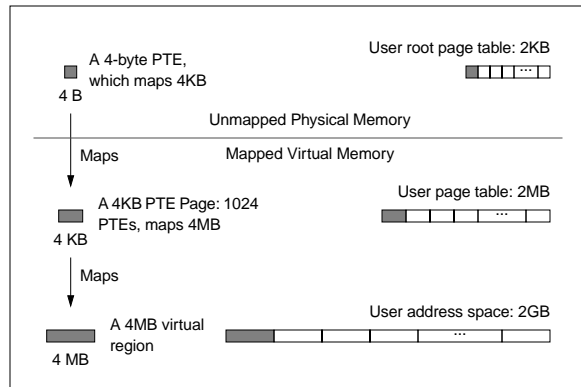 A 4-byte PTE,
which maps 4KB
4 B
User root page table: 2KB
...
Unmapped Physical Memory
Maps
Mapped Virtual Memory
A 4KB PTE Page: 1024
PTEs, maps 4MB
4 KB
User page table: 2MB
...
Maps
A 4MB virtual
region
4 MB
User address space: 2GB
...